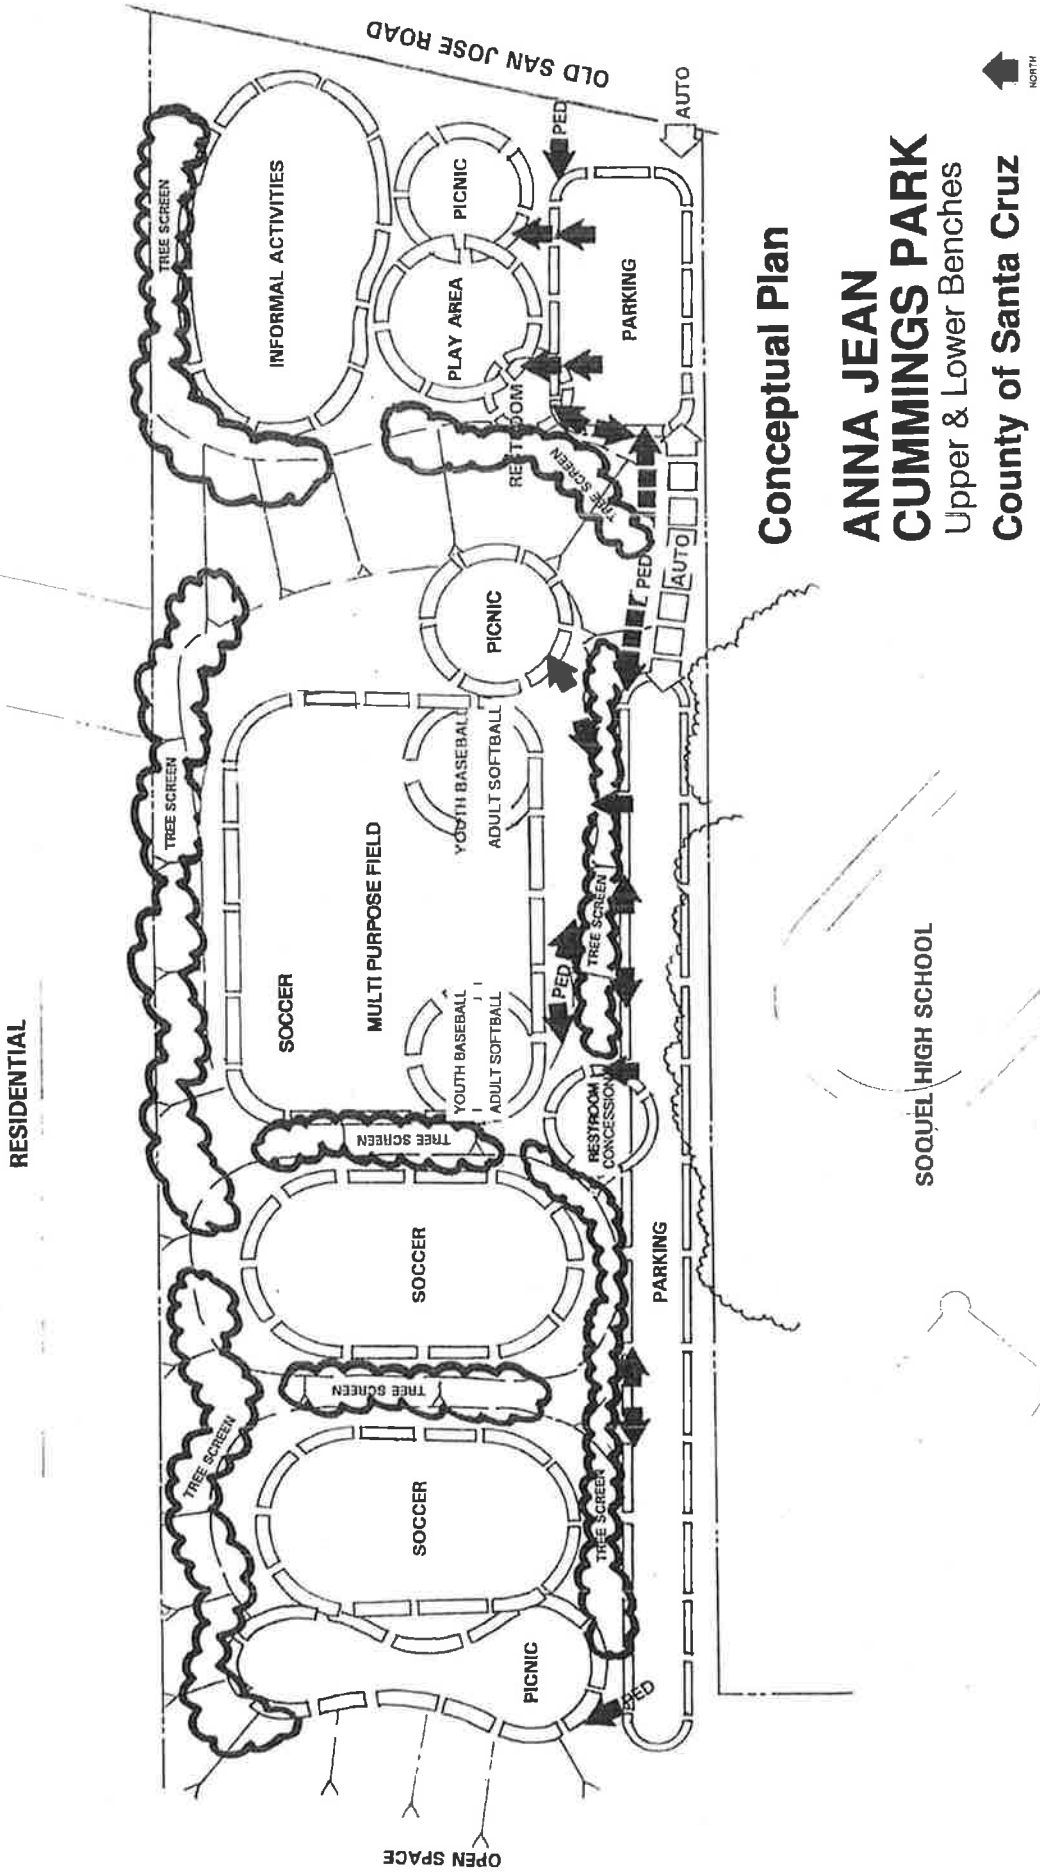 RESIDENTIAL
OPEN SPACE
TREE SCREEN
TREE SCREEN
TREE SCREEN
PICNIC
SOCCER
TREE SCREEN
SOCCER
TREE SCREEN
SOCCER
MULTI PURPOSE FIELD
YOUTH BASEBALL
ADULT SOFTBALL
YOUTH BASEBALL
ADULT SOFTBALL
PICNIC
INFORMAL ACTIVITIES
PLAY AREA
PICNIC
RESTROOM
TREE SCREEN
OLD SAN JOSE ROAD
PED
AUTO
PARKING
PED
AUTO
PED
TREE SCREEN
RESTROOM
CONCESSION
TREE SCREEN
PED
PARKING
SOQUEL HIGH SCHOOL
Conceptual Plan
ANNA JEAN
CUMMINGS PARK
Upper & Lower Benches
County of Santa Cruz
NORTH